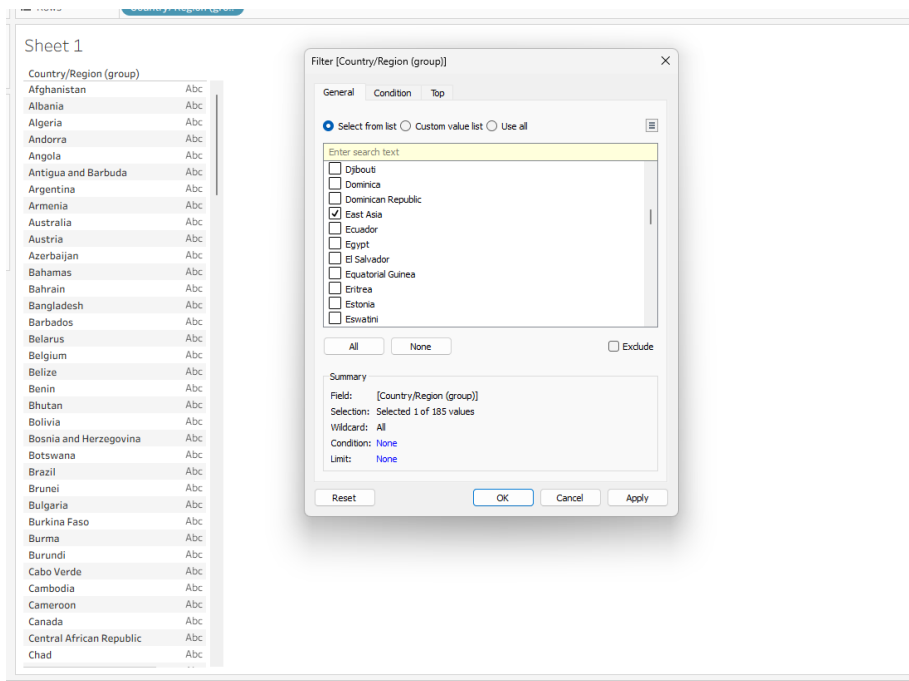 Sheet 1
Country/Region (group)
Afghanistan Abc
Albania Abc
Algeria Abc
Andorra Abc
Angola Abc
Antigua and Barbuda Abc
Argentina Abc
Armenia Abc
Australia Abc
Austria Abc
Azerbaijan Abc
Bahamas Abc
Bahrain Abc
Bangladesh Abc
Barbados Abc
Belarus Abc
Belgium Abc
Belize Abc
Benin Abc
Bhutan Abc
Bolivia Abc
Bosnia and Herzegovina Abc
Botswana Abc
Brazil Abc
Brunei Abc
Bulgaria Abc
Burkina Faso Abc
Burma Abc
Burundi Abc
Cabo Verde Abc
Cambodia Abc
Cameroon Abc
Canada Abc
Central African Republic Abc
Chad Abc
Filter [Country/Region (group)]
General Condition Top
Select from list Custom value list Use all
Enter search text
Djibouti
Dominica
Dominican Republic
East Asia
Ecuador
Egypt
El Salvador
Equatorial Guinea
Eritrea
Estonia
Eswatini
All None Exclude
Summary
Field: [Country/Region (group)]
Selection: Selected 1 of 185 values
Wildcard: All
Condition: None
Limit: None
Reset OK Cancel Apply